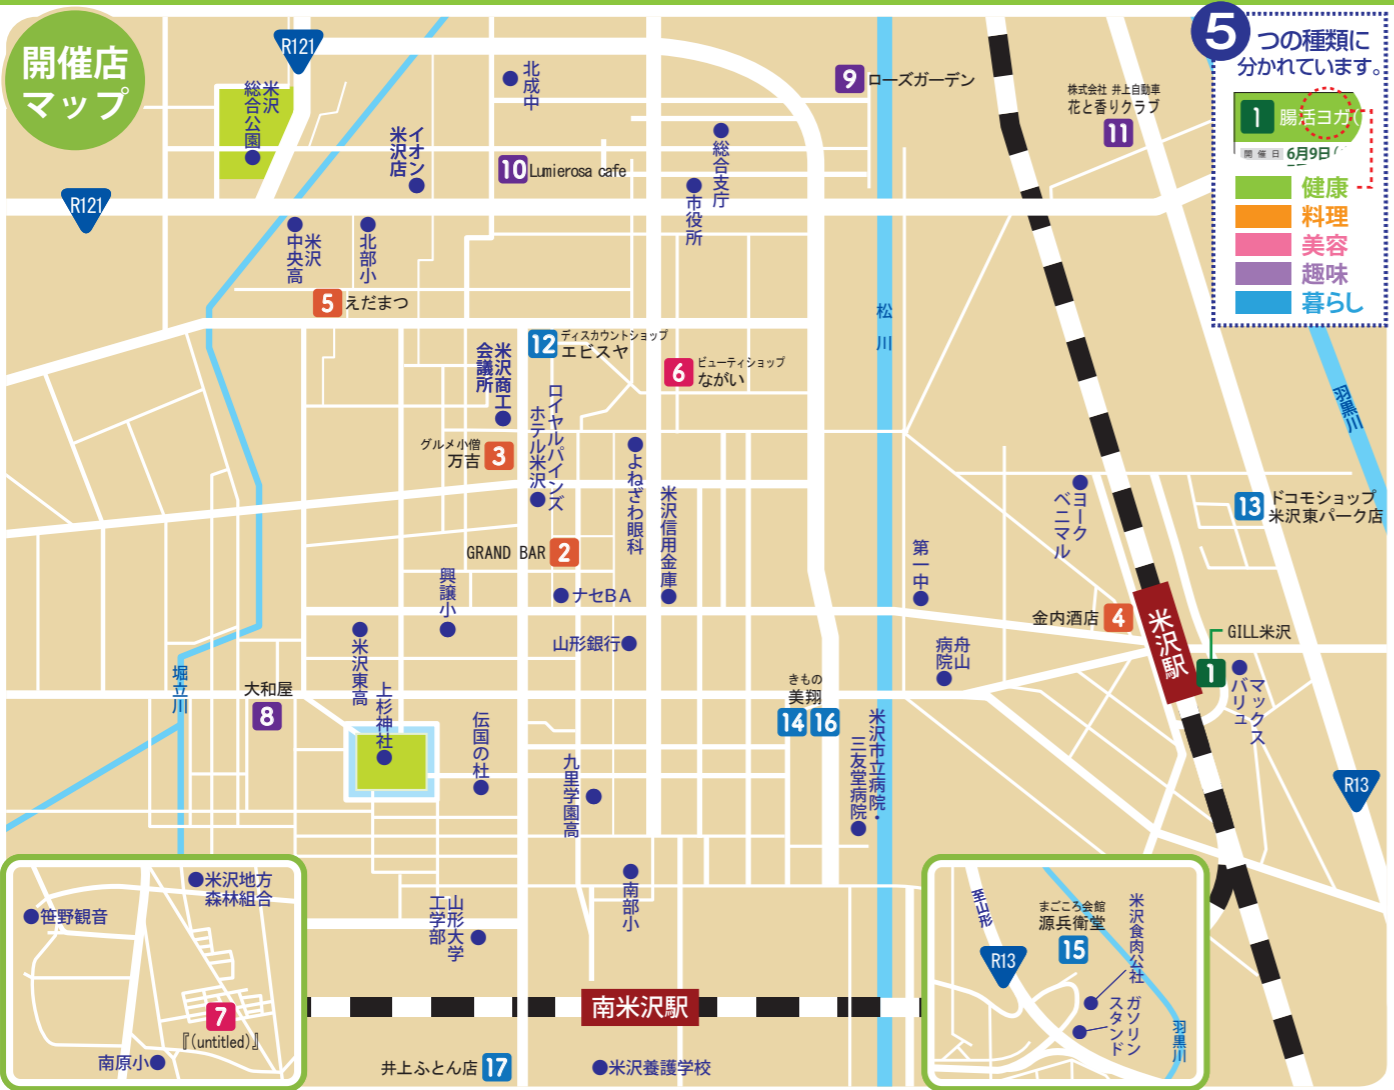 開催店
マップ
R121
R121
米沢
総合公園
北成中
イオン
米沢店
10 Lumierosa cafe
総合支庁
市役所
9 ローズガーデン
株式会社 井上自動車
花と香りクラブ
11
5 つの種類に
分かれています。
1 腸活ヨガ(
開催日 6月9日(
健康
料理
美容
趣味
暮らし
米沢
中央高
北部小
5 えだまつ
松川
羽黒川
12 ディスカウントショップ
エビスヤ
米沢商工
会議所
6 ビューティショップ
ながい
ロイヤルパインズ
ホテル米沢
グルメ小僧
万吉 3
よねざわ眼科
米沢信用金庫
ヨーク
ベニマル
13 ドコモショップ
米沢東パーク店
GRAND BAR 2
第一中
興譲小
ナセBA
山形銀行
金内酒店 4
米沢駅
GILL米沢
1
マックス
バリュ
舟山
病院
米沢東高
上杉神社
堀立川
大和屋
8
伝国の杜
きもの
美翔
14 16
米沢市立病院・
三友堂病院
九里学園高
R13
南部小
山形大学
工学部
米沢地方
森林組合
笹野観音
7
『(untitled)』
南原小
南米沢駅
井上ふとん店 17
米沢養護学校
至山形
R13
まごころ会館
源兵衛堂
15
米沢食肉公社
ガソリン
スタンド
羽黒川